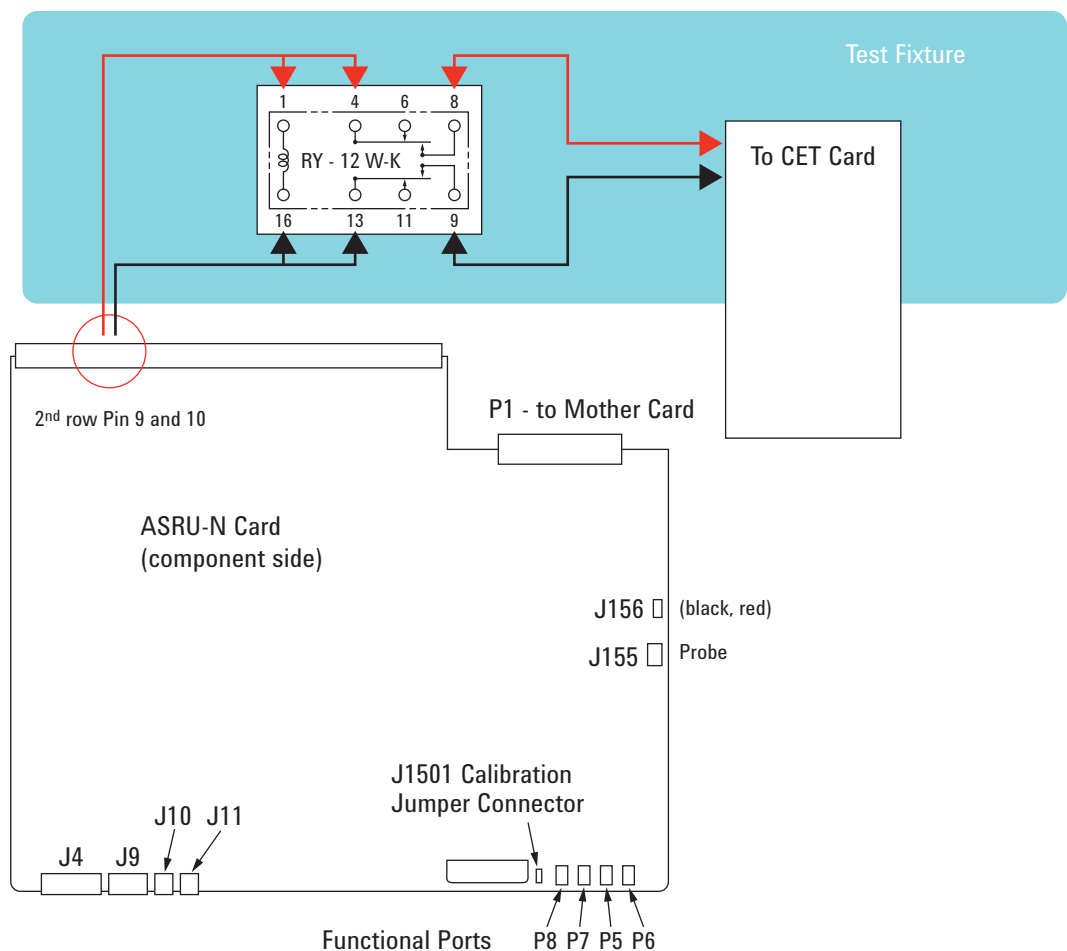 Test Fixture
1 4 6 8
RY - 12 W-K
16 13 11 9
To CET Card
2nd row Pin 9 and 10
P1 - to Mother Card
ASRU-N Card
(component side)
J156 (black, red)
J155 Probe
J1501 Calibration
Jumper Connector
J10 J11
J4 J9
Functional Ports P8 P7 P5 P6